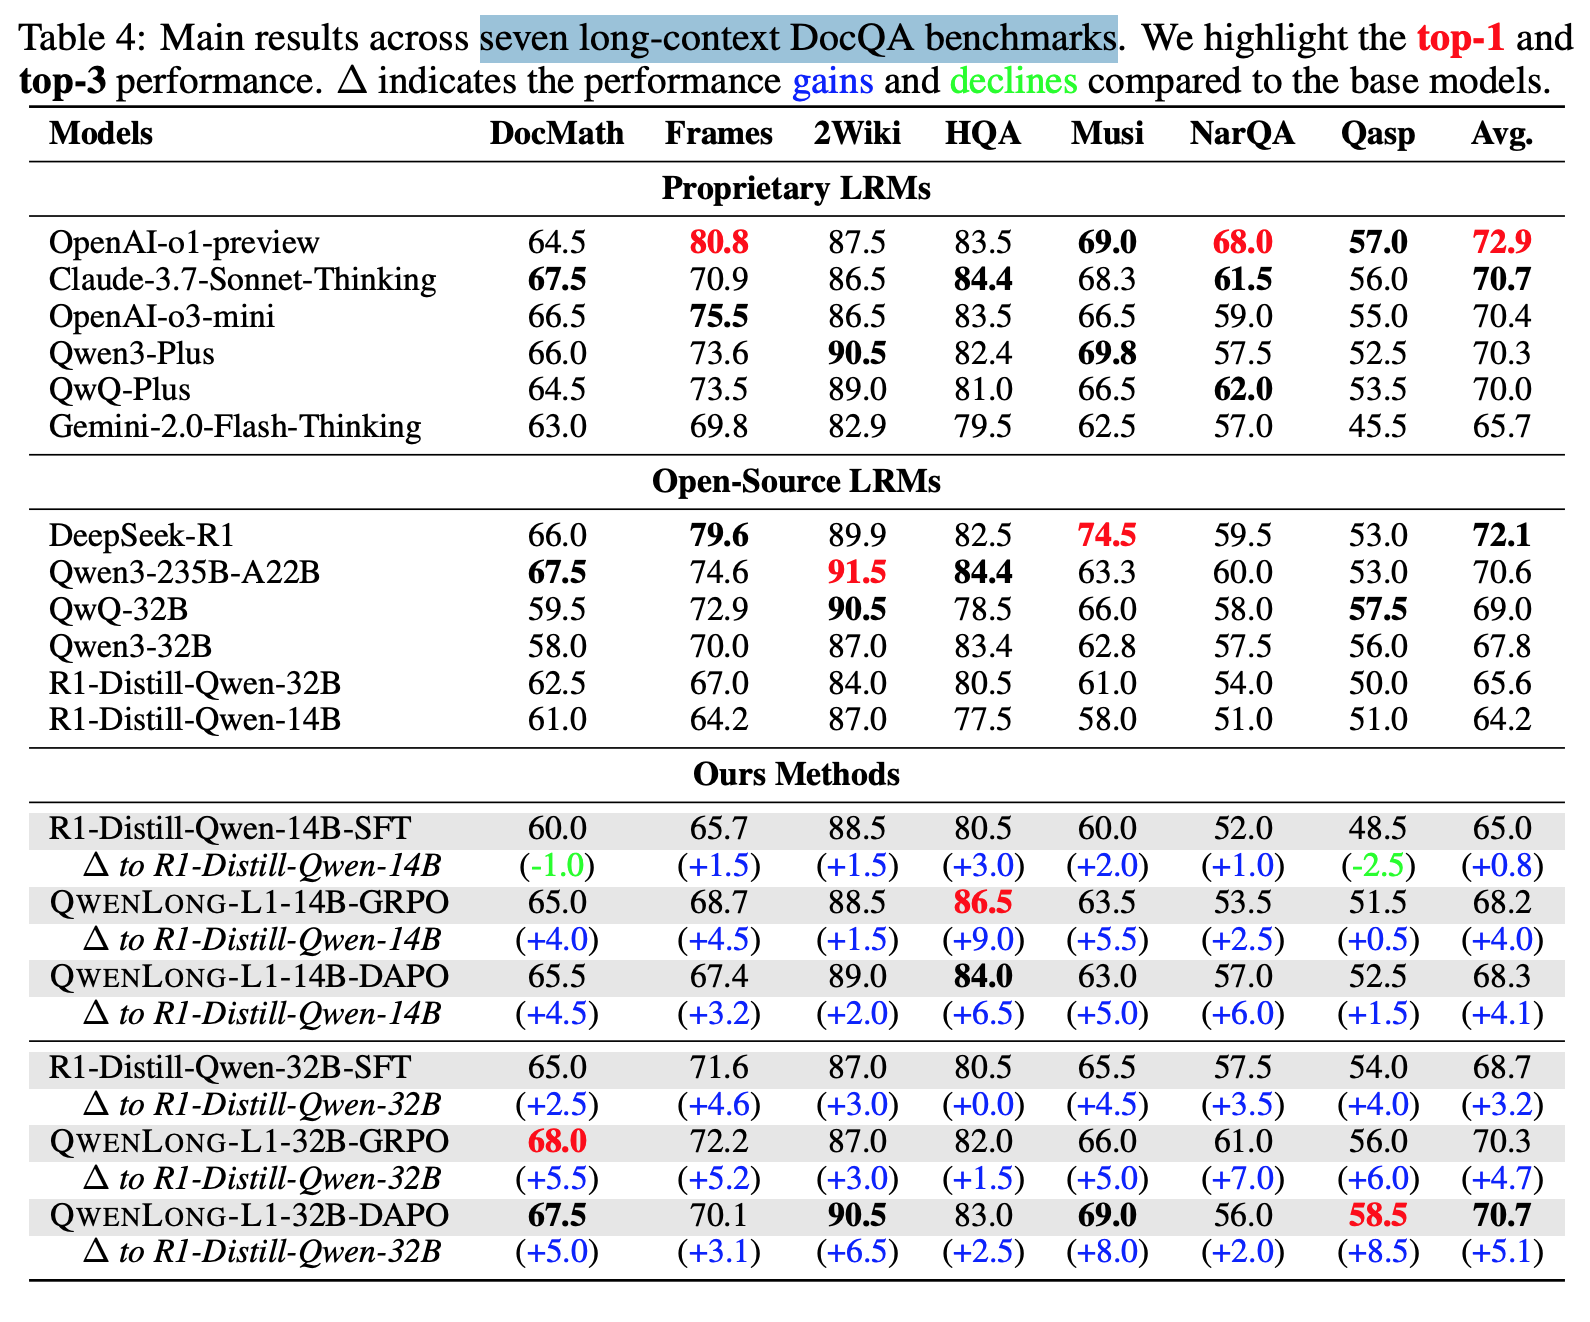 Table 4: Main results across seven long-context DocQA benchmarks. We highlight the top-1 and
top-3 performance. Δ indicates the performance gains and declines compared to the base models.
Models DocMath Frames 2Wiki HQA Musi NarQA Qasp Avg.
Proprietary LRMs
OpenAI-o1-preview 64.5 80.8 87.5 83.5 69.0 68.0 57.0 72.9
Claude-3.7-Sonnet-Thinking 67.5 70.9 86.5 84.4 68.3 61.5 56.0 70.7
OpenAI-o3-mini 66.5 75.5 86.5 83.5 66.5 59.0 55.0 70.4
Qwen3-Plus 66.0 73.6 90.5 82.4 69.8 57.5 52.5 70.3
QwQ-Plus 64.5 73.5 89.0 81.0 66.5 62.0 53.5 70.0
Gemini-2.0-Flash-Thinking 63.0 69.8 82.9 79.5 62.5 57.0 45.5 65.7
Open-Source LRMs
DeepSeek-R1 66.0 79.6 89.9 82.5 74.5 59.5 53.0 72.1
Qwen3-235B-A22B 67.5 74.6 91.5 84.4 63.3 60.0 53.0 70.6
QwQ-32B 59.5 72.9 90.5 78.5 66.0 58.0 57.5 69.0
Qwen3-32B 58.0 70.0 87.0 83.4 62.8 57.5 56.0 67.8
R1-Distill-Qwen-32B 62.5 67.0 84.0 80.5 61.0 54.0 50.0 65.6
R1-Distill-Qwen-14B 61.0 64.2 87.0 77.5 58.0 51.0 51.0 64.2
Ours Methods
R1-Distill-Qwen-14B-SFT 60.0 65.7 88.5 80.5 60.0 52.0 48.5 65.0
Δ to R1-Distill-Qwen-14B (-1.0) (+1.5) (+1.5) (+3.0) (+2.0) (+1.0) (-2.5) (+0.8)
QWENLONG-L1-14B-GRPO 65.0 68.7 88.5 86.5 63.5 53.5 51.5 68.2
Δ to R1-Distill-Qwen-14B (+4.0) (+4.5) (+1.5) (+9.0) (+5.5) (+2.5) (+0.5) (+4.0)
QWENLONG-L1-14B-DAPO 65.5 67.4 89.0 84.0 63.0 57.0 52.5 68.3
Δ to R1-Distill-Qwen-14B (+4.5) (+3.2) (+2.0) (+6.5) (+5.0) (+6.0) (+1.5) (+4.1)
R1-Distill-Qwen-32B-SFT 65.0 71.6 87.0 80.5 65.5 57.5 54.0 68.7
Δ to R1-Distill-Qwen-32B (+2.5) (+4.6) (+3.0) (+0.0) (+4.5) (+3.5) (+4.0) (+3.2)
QWENLONG-L1-32B-GRPO 68.0 72.2 87.0 82.0 66.0 61.0 56.0 70.3
Δ to R1-Distill-Qwen-32B (+5.5) (+5.2) (+3.0) (+1.5) (+5.0) (+7.0) (+6.0) (+4.7)
QWENLONG-L1-32B-DAPO 67.5 70.1 90.5 83.0 69.0 56.0 58.5 70.7
Δ to R1-Distill-Qwen-32B (+5.0) (+3.1) (+6.5) (+2.5) (+8.0) (+2.0) (+8.5) (+5.1)